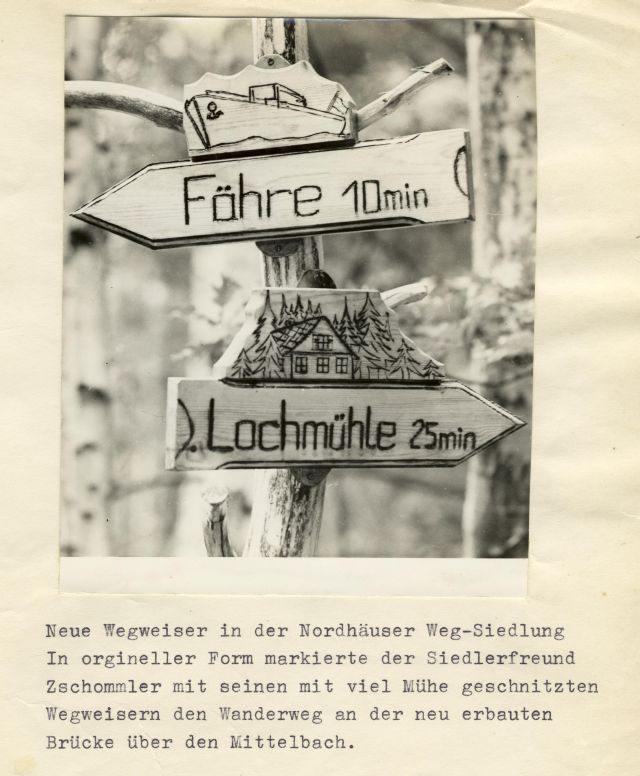 Fähre 10min
Lochmühle 25min
Neue Wegweiser in der Nordhäuser Weg-Siedlung
In orgineller Form markierte der Siedlerfreund
Zschommler mit seinen mit viel Mühe geschnitzten
Wegweisern den Wanderweg an der neu erbauten
Brücke über den Mittelbach.